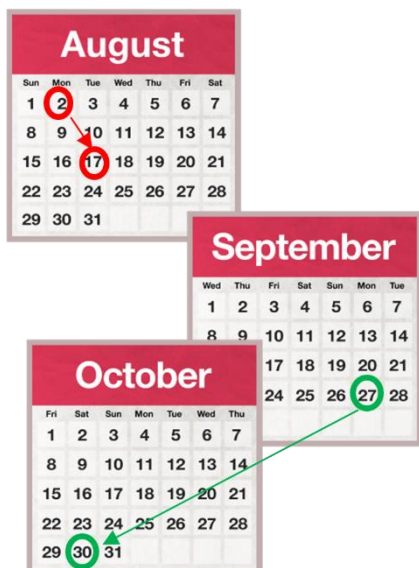 August
Sun Mon Tue Wed Thu Fri Sat
1 2 3 4 5 6 7
8 9 10 11 12 13 14
15 16 17 18 19 20 21
22 23 24 25 26 27 28
29 30 31
September
Wed Thu Fri Sat Sun Mon Tue
1 2 3 4 5 6 7
8 9 10 11 12 13 14
17 18 19 20 21
24 25 26 27 28
October
Fri Sat Sun Mon Tue Wed Thu
1 2 3 4 5 6 7
8 9 10 11 12 13 14
15 16 17 18 19 20 21
22 23 24 25 26 27 28
29 30 31